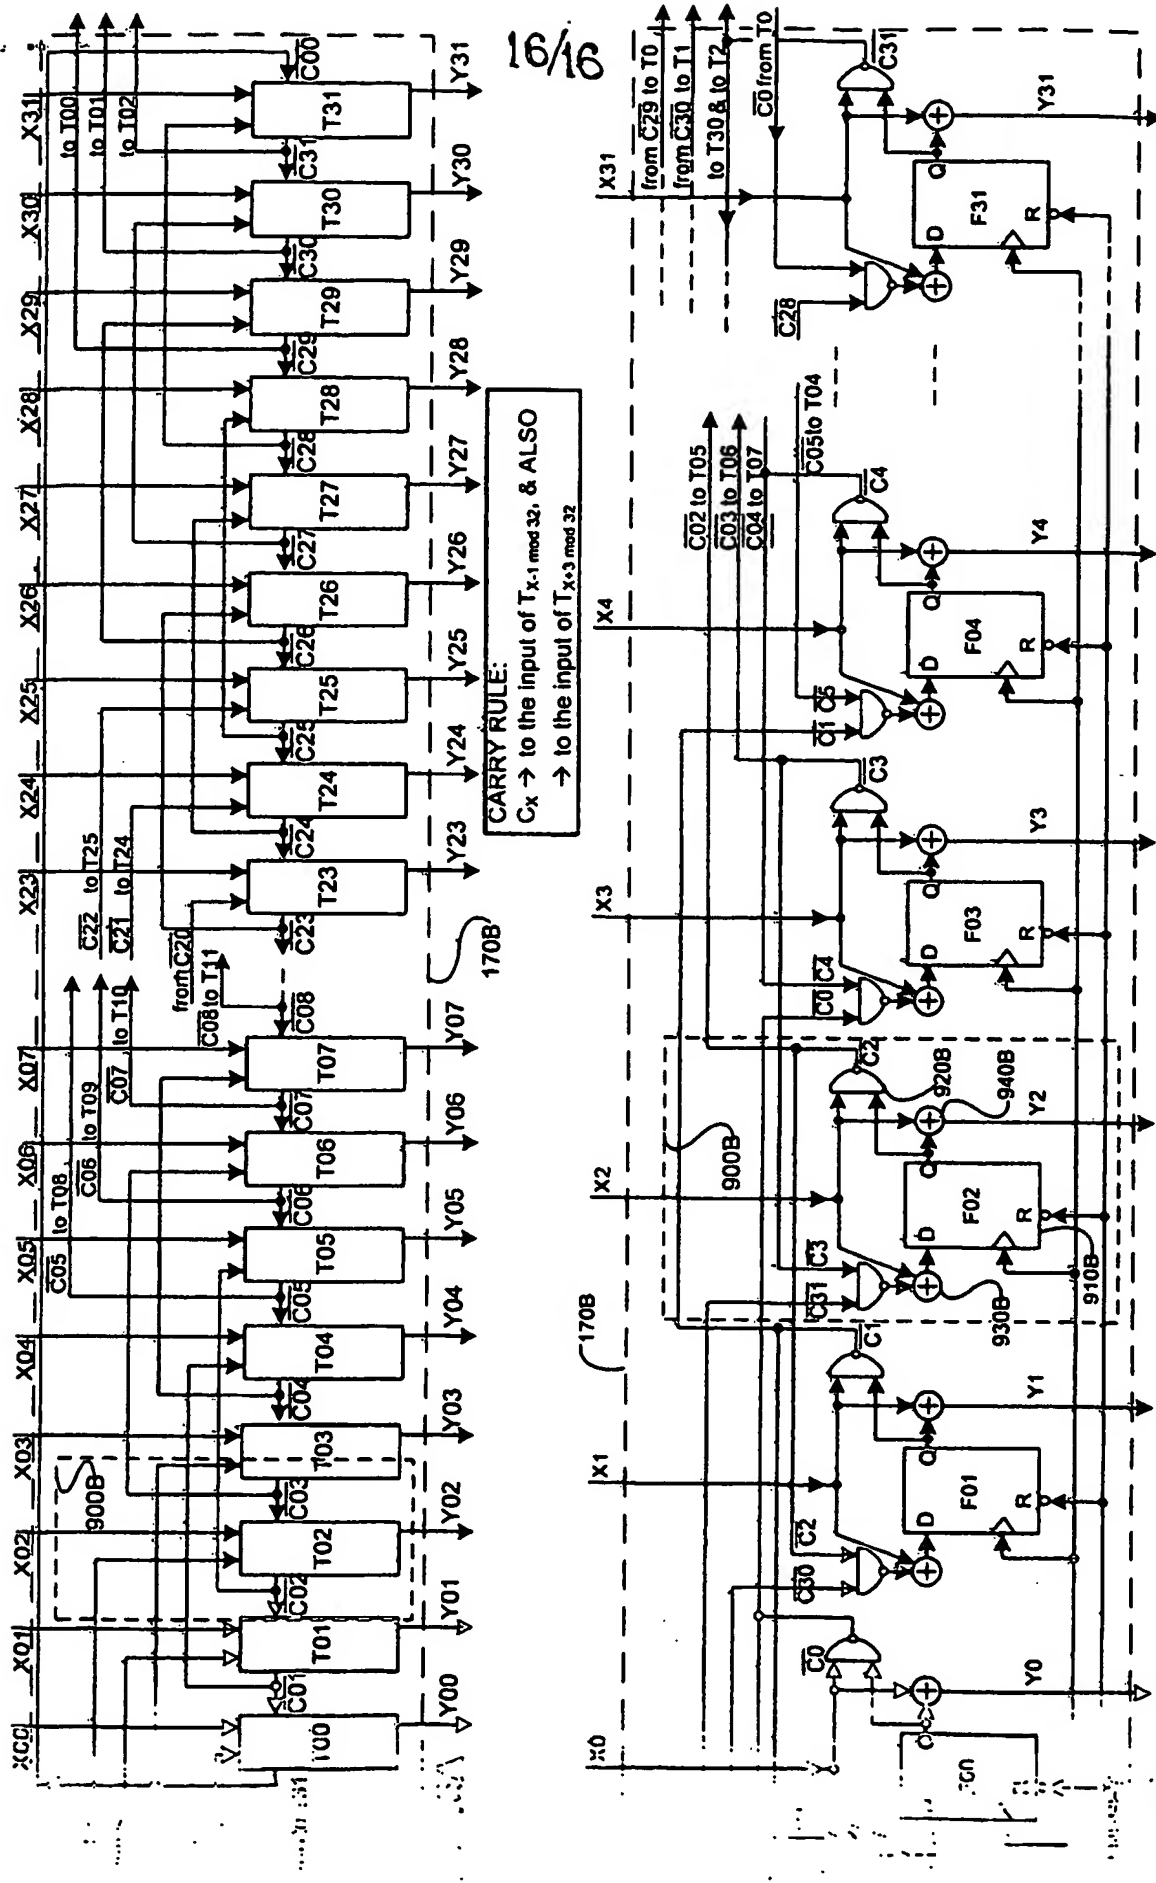 16/16
X00
X01
X02
X03
X04
X05
X06
X07
X23
X24
X25
X26
X27
X28
X29
X30
X31
900B
C05 to T08
C06 to T09
C07 to T10
C08 to T11
from C20
C21 to T24
C22 to T25
to T00
to T01
to T02
T00
T01
T02
T03
T04
T05
T06
T07
T23
T24
T25
T26
T27
T28
T29
T30
T31
C01
C02
C03
C04
C05
C06
C07
C08
C23
C24
C25
C26
C27
C28
C29
C30
C31
C00
Y00
Y01
Y02
Y03
Y04
Y05
Y06
Y07
Y23
Y24
Y25
Y26
Y27
Y28
Y29
Y30
Y31
170B
CARRY RULE:
Cx → to the input of TX-1 mod 32, & ALSO
→ to the input of TX+3 mod 32
X0
X1
X2
X3
X4
X31
170B
900B
from C29 to T0
from C30 to T1
to T30 & to T2
C0 from T0
C02 to T05
C03 to T06
C04 to T07
C05 to T04
C0
C30
C2
C1
C31
C3
C2
C0
C4
C3
C1
C5
C4
C28
C31
920B
940B
930B
910B
D
Q
F01
R
D
Q
F02
R
D
Q
F03
R
D
Q
F04
R
D
Q
F31
R
Y0
Y1
Y2
Y3
Y4
Y31